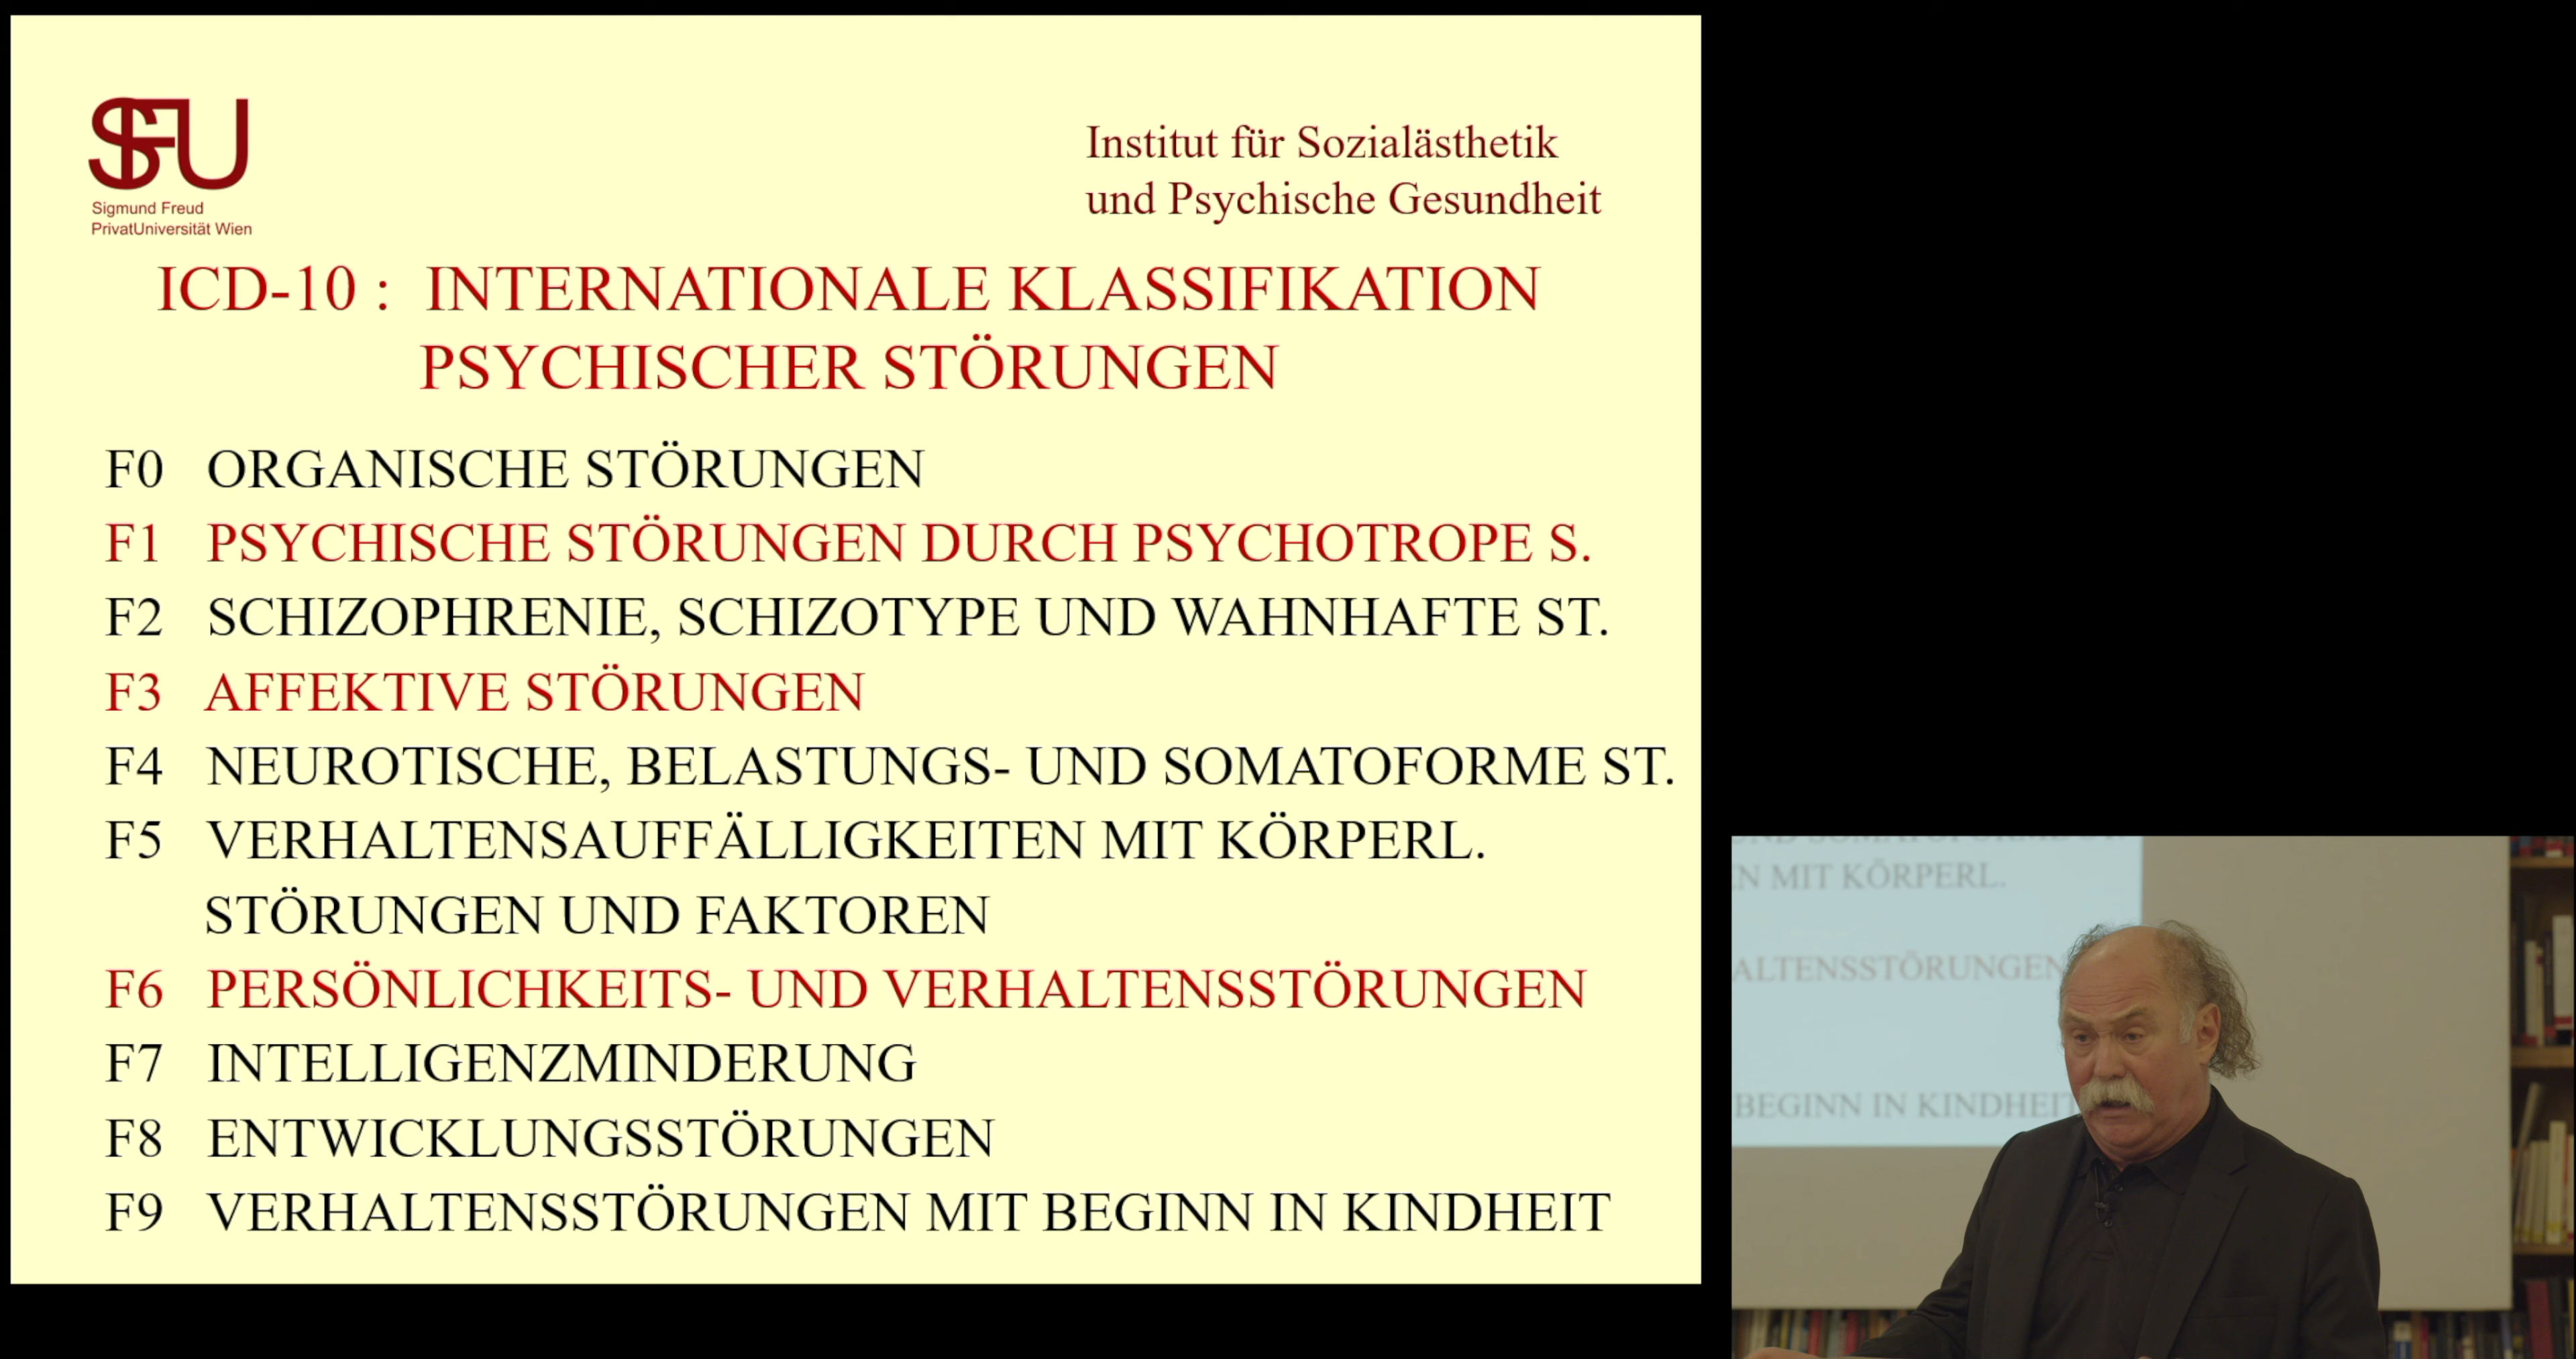 SFU
Sigmund Freud
PrivatUniversität Wien
Institut für Sozialästhetik
und Psychische Gesundheit
ICD-10 : INTERNATIONALE KLASSIFIKATION
PSYCHISCHER STÖRUNGEN
F0 ORGANISCHE STÖRUNGEN
F1 PSYCHISCHE STÖRUNGEN DURCH PSYCHOTROPE S.
F2 SCHIZOPHRENIE, SCHIZOTYPE UND WAHNHAFTE ST.
F3 AFFEKTIVE STÖRUNGEN
F4 NEUROTISCHE, BELASTUNGS- UND SOMATOFORME ST.
F5 VERHALTENSAUFFÄLLIGKEITEN MIT KÖRPERL.
STÖRUNGEN UND FAKTOREN
F6 PERSÖNLICHKEITS- UND VERHALTENSSTÖRUNGEN
F7 INTELLIGENZMINDERUNG
F8 ENTWICKLUNGSSTÖRUNGEN
F9 VERHALTENSSTÖRUNGEN MIT BEGINN IN KINDHEIT
N MIT KÖRPERL.
ALTENSSTÖRUNGEN
BEGINN IN KINDHEIT